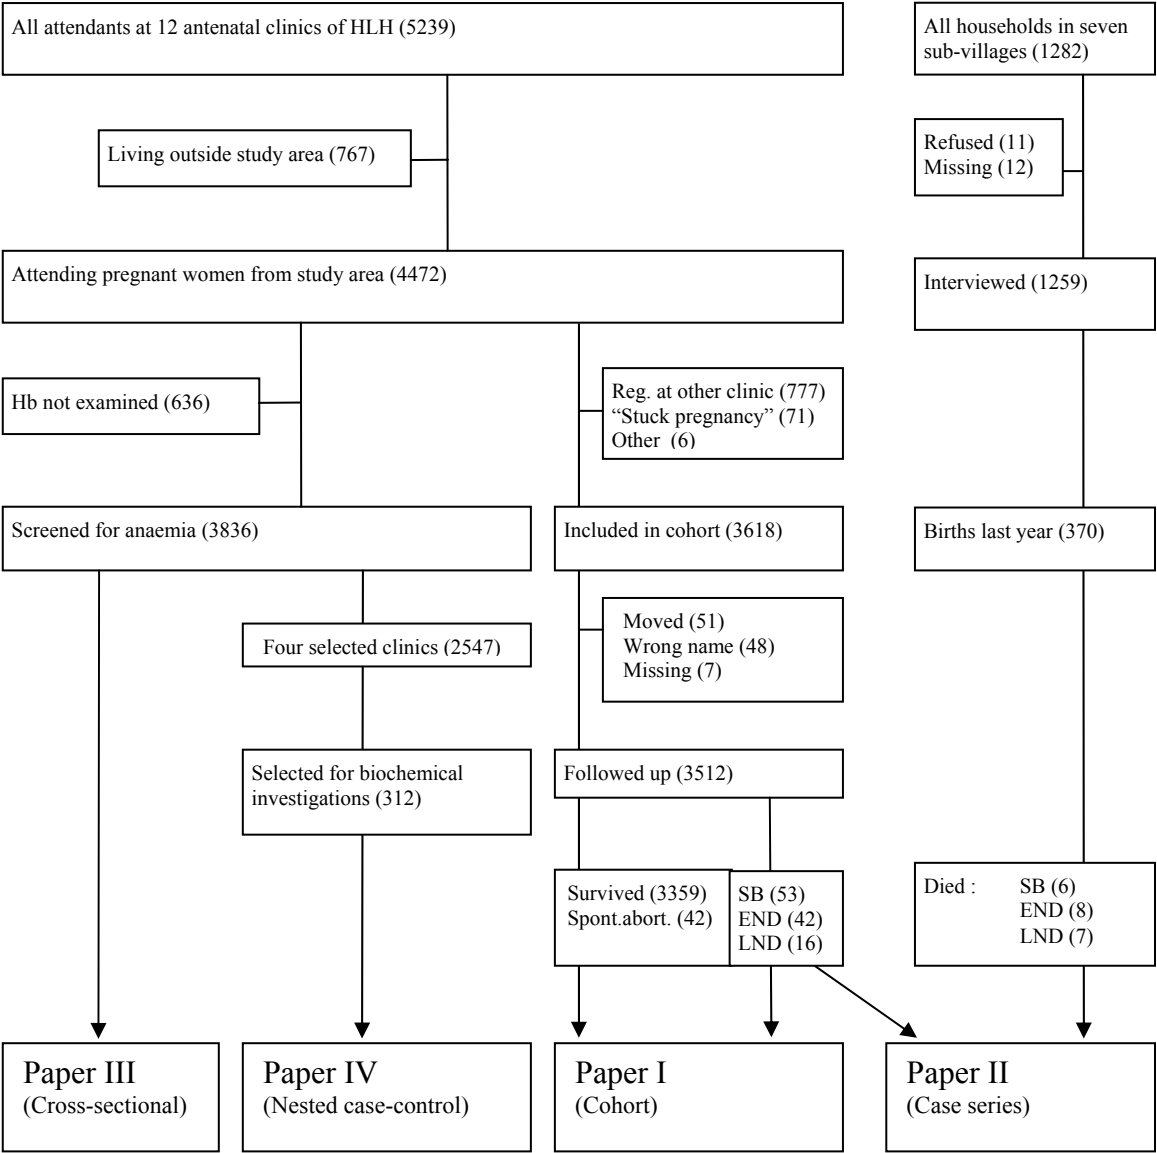 All attendants at 12 antenatal clinics of HLH (5239)
All households in seven
sub-villages (1282)
Living outside study area (767)
Refused (11)
Missing (12)
Attending pregnant women from study area (4472)
Interviewed (1259)
Hb not examined (636)
Reg. at other clinic (777)
“Stuck pregnancy” (71)
Other  (6)
Screened for anaemia (3836)
Included in cohort (3618)
Births last year (370)
Four selected clinics (2547)
Moved (51)
Wrong name (48)
Missing (7)
Selected for biochemical
investigations (312)
Followed up (3512)
Survived (3359)
Spont.abort. (42)
SB (53)
END (42)
LND (16)
Died : SB (6)
END (8)
LND (7)
Paper III
(Cross-sectional)
Paper IV
(Nested case-control)
Paper I
(Cohort)
Paper II
(Case series)